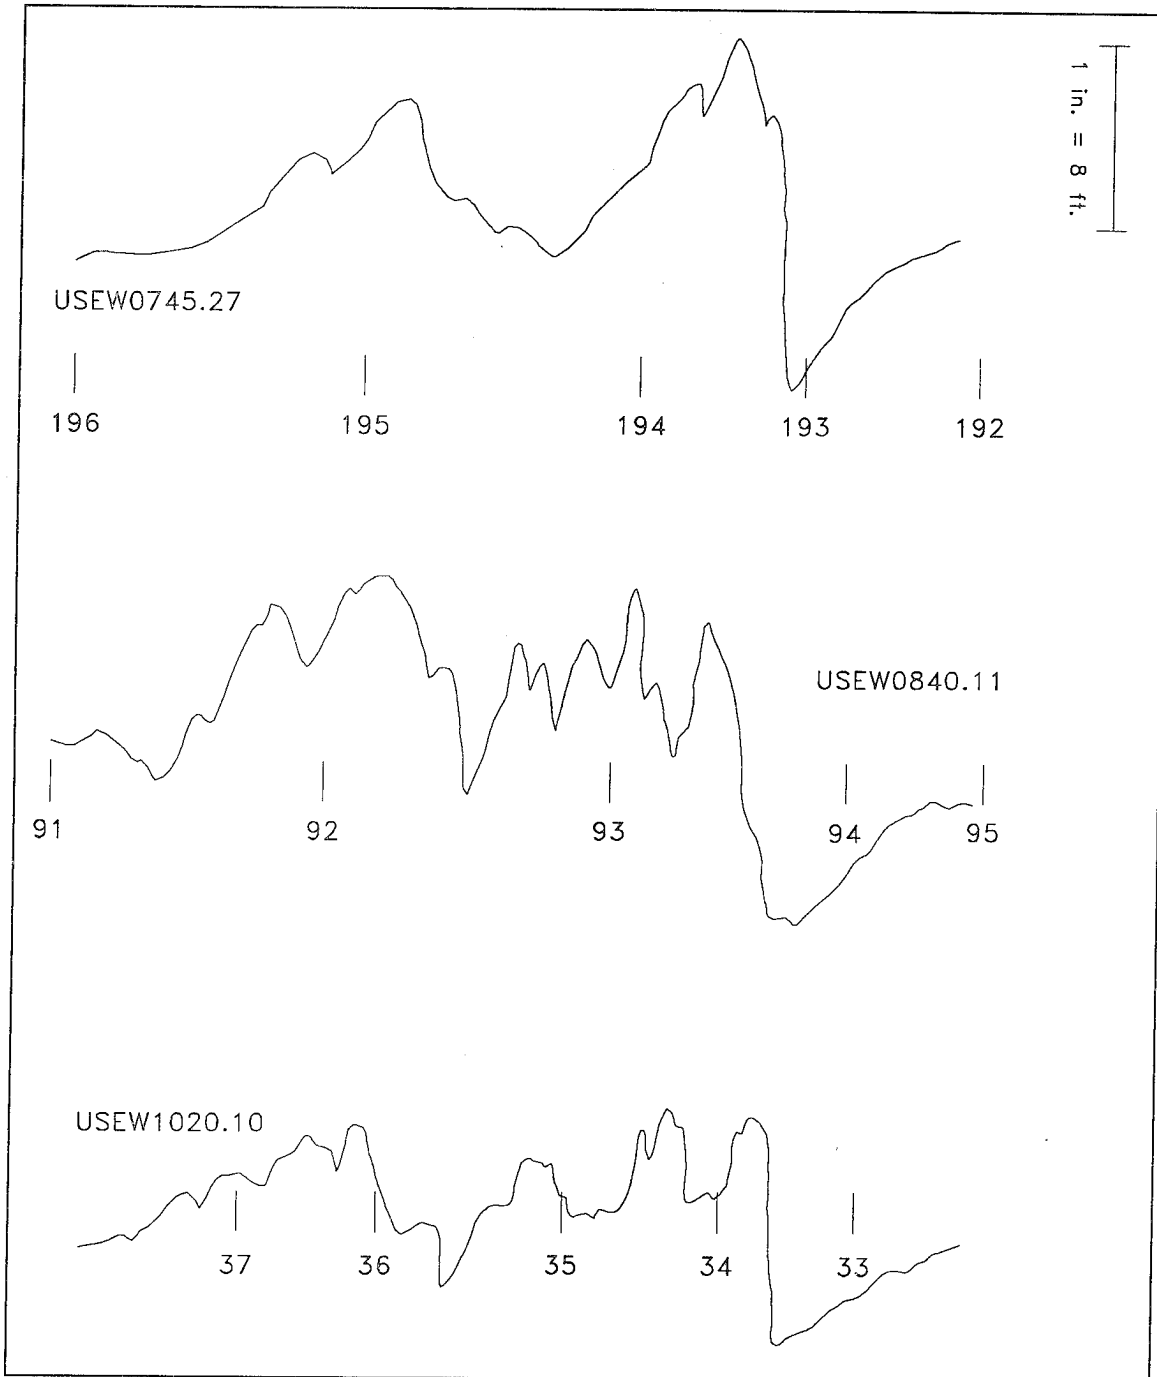 1 in. = 8 ft.
USEW0745.27
196 195 194 193 192
USEW0840.11
91 92 93 94 95
USEW1020.10
37 36 35 34 33